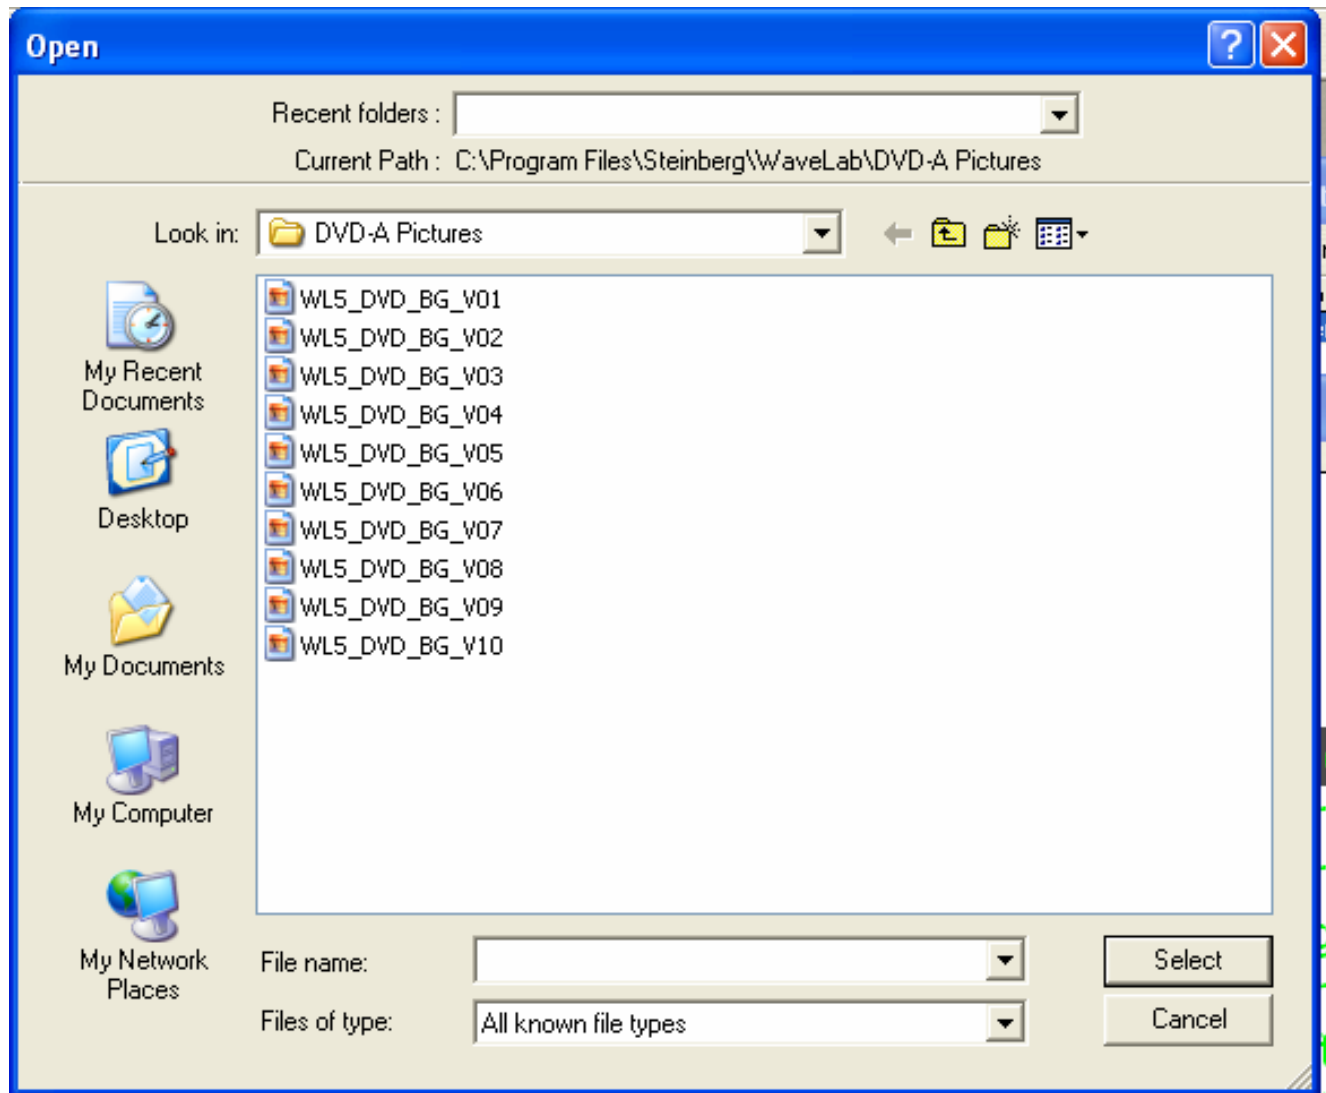 Open
Recent folders :
Current Path : C:\Program Files\Steinberg\WaveLab\DVD-A Pictures
Look in: DVD-A Pictures
My Recent
Documents
Desktop
My Documents
My Computer
My Network
Places
WL5_DVD_BG_V01
WL5_DVD_BG_V02
WL5_DVD_BG_V03
WL5_DVD_BG_V04
WL5_DVD_BG_V05
WL5_DVD_BG_V06
WL5_DVD_BG_V07
WL5_DVD_BG_V08
WL5_DVD_BG_V09
WL5_DVD_BG_V10
File name:
Select
Files of type: All known file types
Cancel